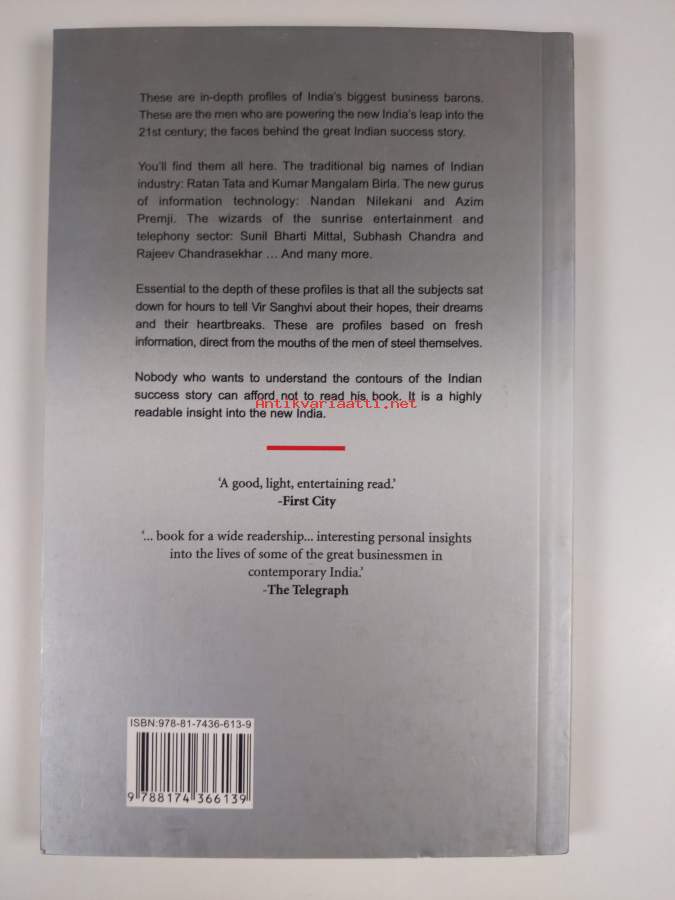 These are in-depth profiles of India's biggest business barons.
These are the men who are powering the new India's leap into the
21st century; the faces behind the great Indian success story.
You'll find them all here. The traditional big names of Indian
industry: Ratan Tata and Kumar Mangalam Birla. The new gurus
of information technology: Nandan Nilekani and Azim
Premji. The wizards of the sunrise entertainment and
telephony sector: Sunil Bharti Mittal, Subhash Chandra and
Rajeev Chandrasekhar ... And many more.
Essential to the depth of these profiles is that all the subjects sat
down for hours to tell Vir Sanghvi about their hopes, their dreams
and their heartbreaks. These are profiles based on fresh
information, direct from the mouths of the men of steel themselves.
Nobody who wants to understand the contours of the Indian
success story can afford not to read his book. It is a highly
Antikvariaatti.net
readable insight into the new India.
'A good, light, entertaining read.'
-First City
'... book for a wide readership... interesting personal insights
into the lives of some of the great businessmen in
contemporary India.'
-The Telegraph
ISBN:978-81-7436-613-9
9 788174 366139